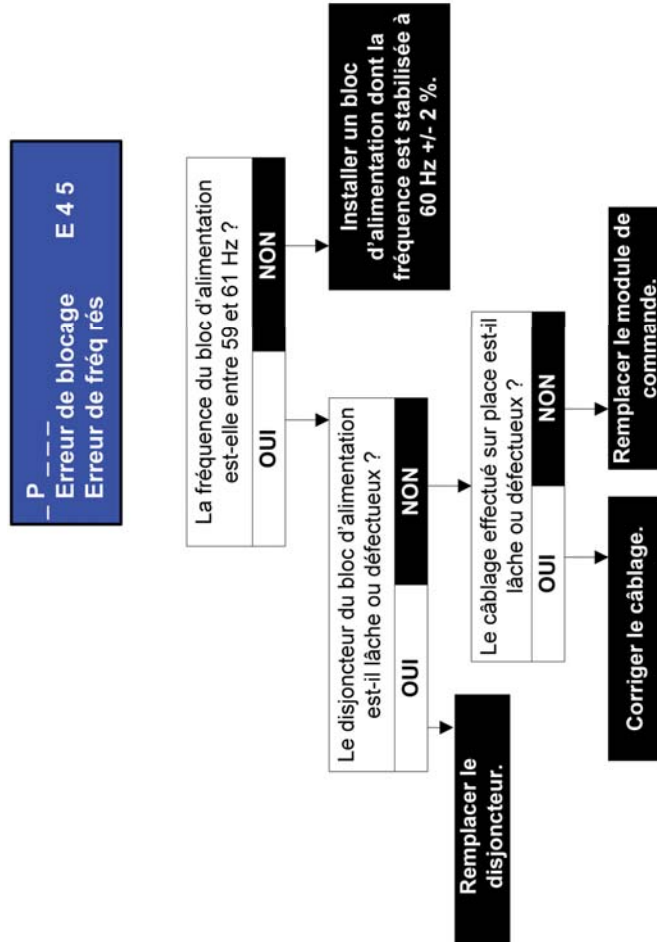 _ P _ _ _
Erreur de blocage E 4 5
Erreur de fréq rés
La fréquence du bloc d'alimentation
est-elle entre 59 et 61 Hz ?
OUI
NON
Installer un bloc
d'alimentation dont la
fréquence est stabilisée à
60 Hz +/- 2 %.
Le disjoncteur du bloc d'alimentation
est-il lâche ou défectueux ?
OUI
NON
Remplacer le
disjoncteur.
Le câblage effectué sur place est-il
lâche ou défectueux ?
OUI
NON
Corriger le câblage.
Remplacer le module de
commande.